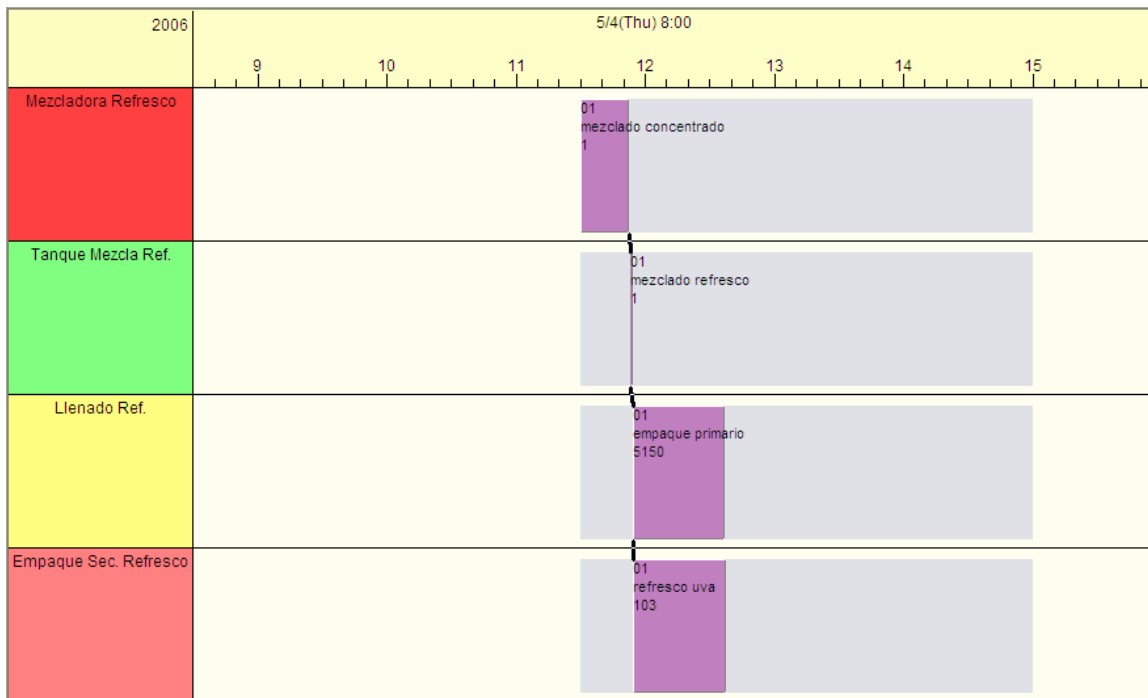 2006
5/4(Thu) 8:00
9 10 11 12 13 14 15
Mezcladora Refresco
01
mezclado concentrado
1
Tanque Mezcla Ref.
01
mezclado refresco
1
Llenado Ref.
01
empaque primario
5150
Empaque Sec. Refresco
01
refresco uva
103